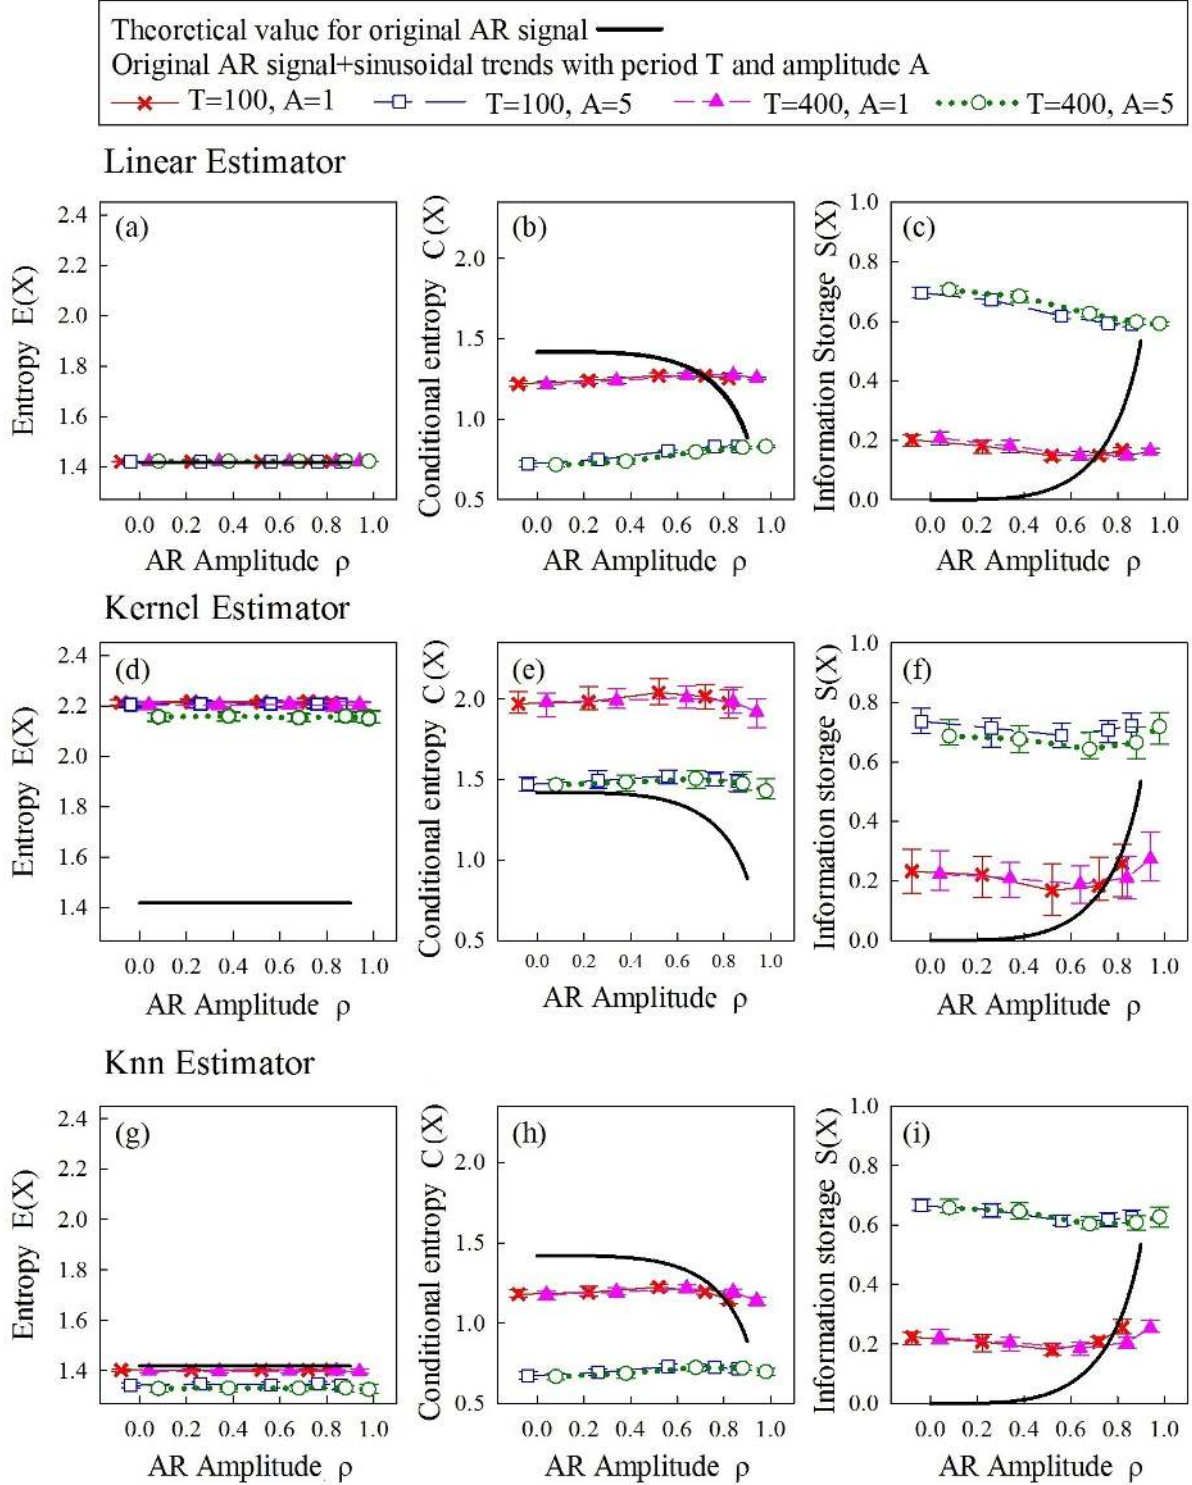 Theoretical value for original AR signal
Original AR signal+sinusoidal trends with period T and amplitude A
T=100, A=1 T=100, A=5 T=400, A=1 T=400, A=5
Linear Estimator
(a)
Entropy E(X)
2.4
2.2
2.0
1.8
1.6
1.4
0.0 0.2 0.4 0.6 0.8 1.0
AR Amplitude ρ
(b)
Conditional entropy C(X)
2.0
1.5
1.0
0.5
0.0 0.2 0.4 0.6 0.8 1.0
AR Amplitude ρ
(c)
Information Storage S(X)
1.0
0.8
0.6
0.4
0.2
0.0
0.0 0.2 0.4 0.6 0.8 1.0
AR Amplitude ρ
Kernel Estimator
(d)
Entropy E(X)
2.4
2.2
2.0
1.8
1.6
1.4
0.0 0.2 0.4 0.6 0.8 1.0
AR Amplitude ρ
(e)
Conditional entropy C(X)
2.0
1.5
1.0
0.5
0.0 0.2 0.4 0.6 0.8 1.0
AR Amplitude ρ
(f)
Information storage S(X)
1.0
0.8
0.6
0.4
0.2
0.0
0.0 0.2 0.4 0.6 0.8 1.0
AR Amplitude ρ
Knn Estimator
(g)
Entropy E(X)
2.4
2.2
2.0
1.8
1.6
1.4
0.0 0.2 0.4 0.6 0.8 1.0
AR Amplitude ρ
(h)
Conditional entropy C(X)
2.0
1.5
1.0
0.5
0.0 0.2 0.4 0.6 0.8 1.0
AR Amplitude ρ
(i)
Information storage S(X)
1.0
0.8
0.6
0.4
0.2
0.0
0.0 0.2 0.4 0.6 0.8 1.0
AR Amplitude ρ